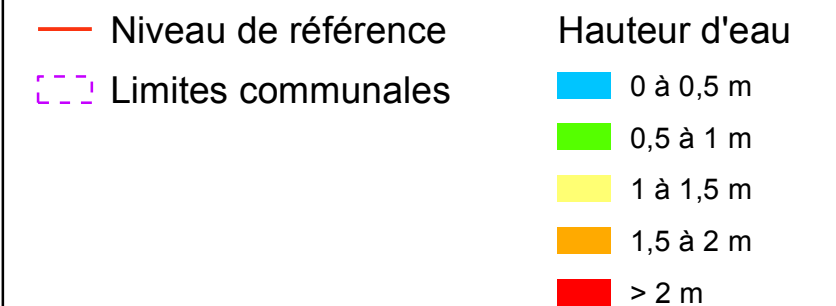 Niveau de référence
Limites communales
Hauteur d'eau
0 à 0,5 m
0,5 à 1 m
1 à 1,5 m
1,5 à 2 m
> 2 m